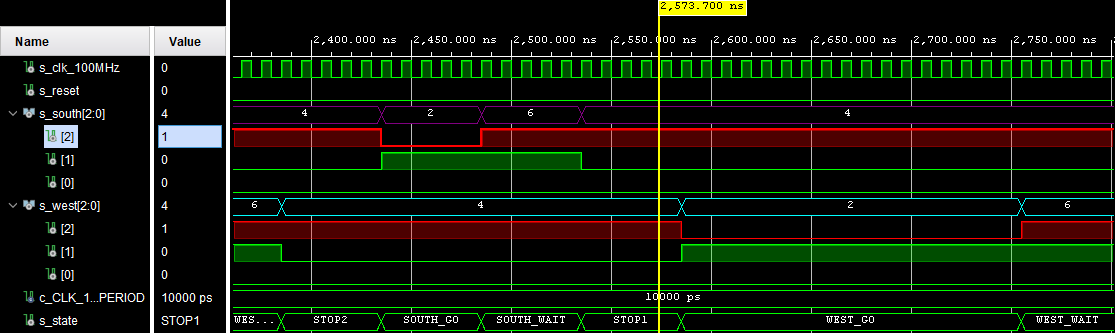 2,573.700 ns
Name Value
2,400.000 ns 2,450.000 ns 2,500.000 ns 2,550.000 ns 2,600.000 ns 2,650.000 ns 2,700.000 ns 2,750.000 ns
s_clk_100MHz 0
s_reset 0
s_south[2:0] 4 4 2 6 4
[2] 1
[1] 0
[0] 0
s_west[2:0] 4 6 4 2 6
[2] 1
[1] 0
[0] 0
c_CLK_1...PERIOD 10000 ps 10000 ps
s_state STOP1 WES... STOP2 SOUTH_GO SOUTH_WAIT STOP1 WEST_GO WEST_WAIT